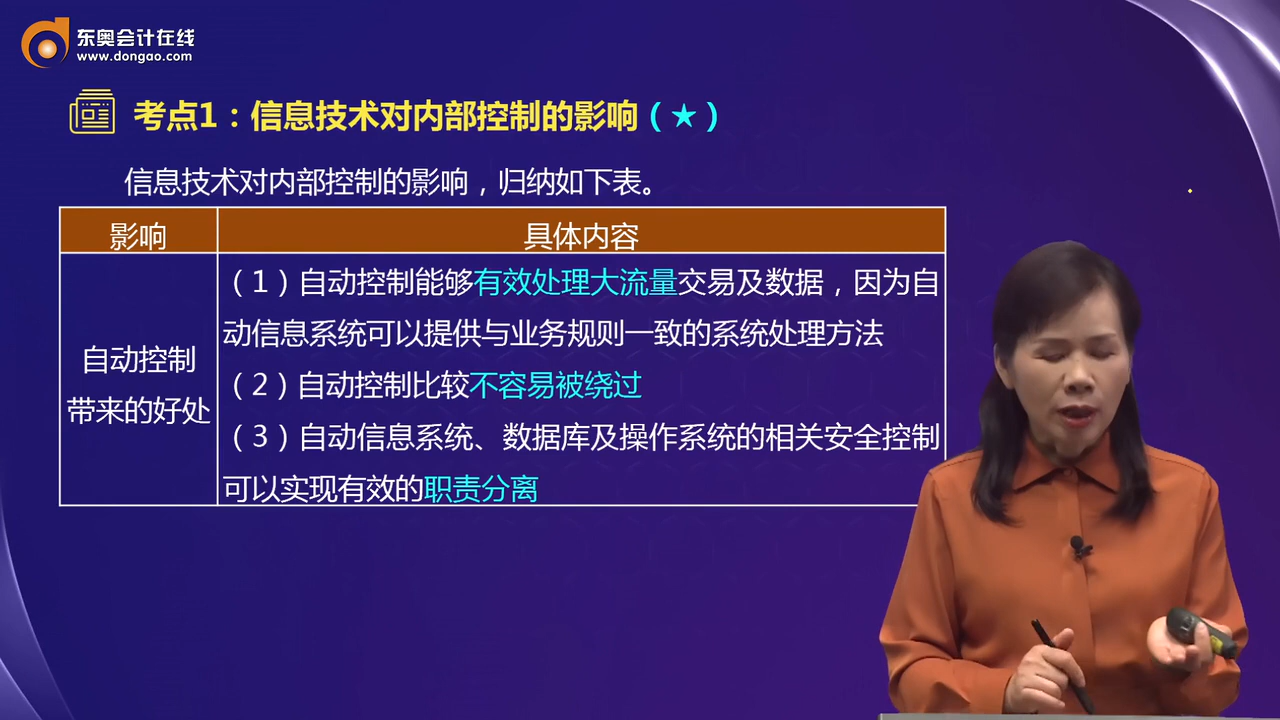 东奥会计在线
www.dongao.com
考点1：信息技术对内部控制的影响（★）
信息技术对内部控制的影响，归纳如下表。
影响
具体内容
自动控制
带来的好处
（1）自动控制能够有效处理大流量交易及数据，因为自
动信息系统可以提供与业务规则一致的系统处理方法
（2）自动控制比较不容易被绕过
（3）自动信息系统、数据库及操作系统的相关安全控制
可以实现有效的职责分离